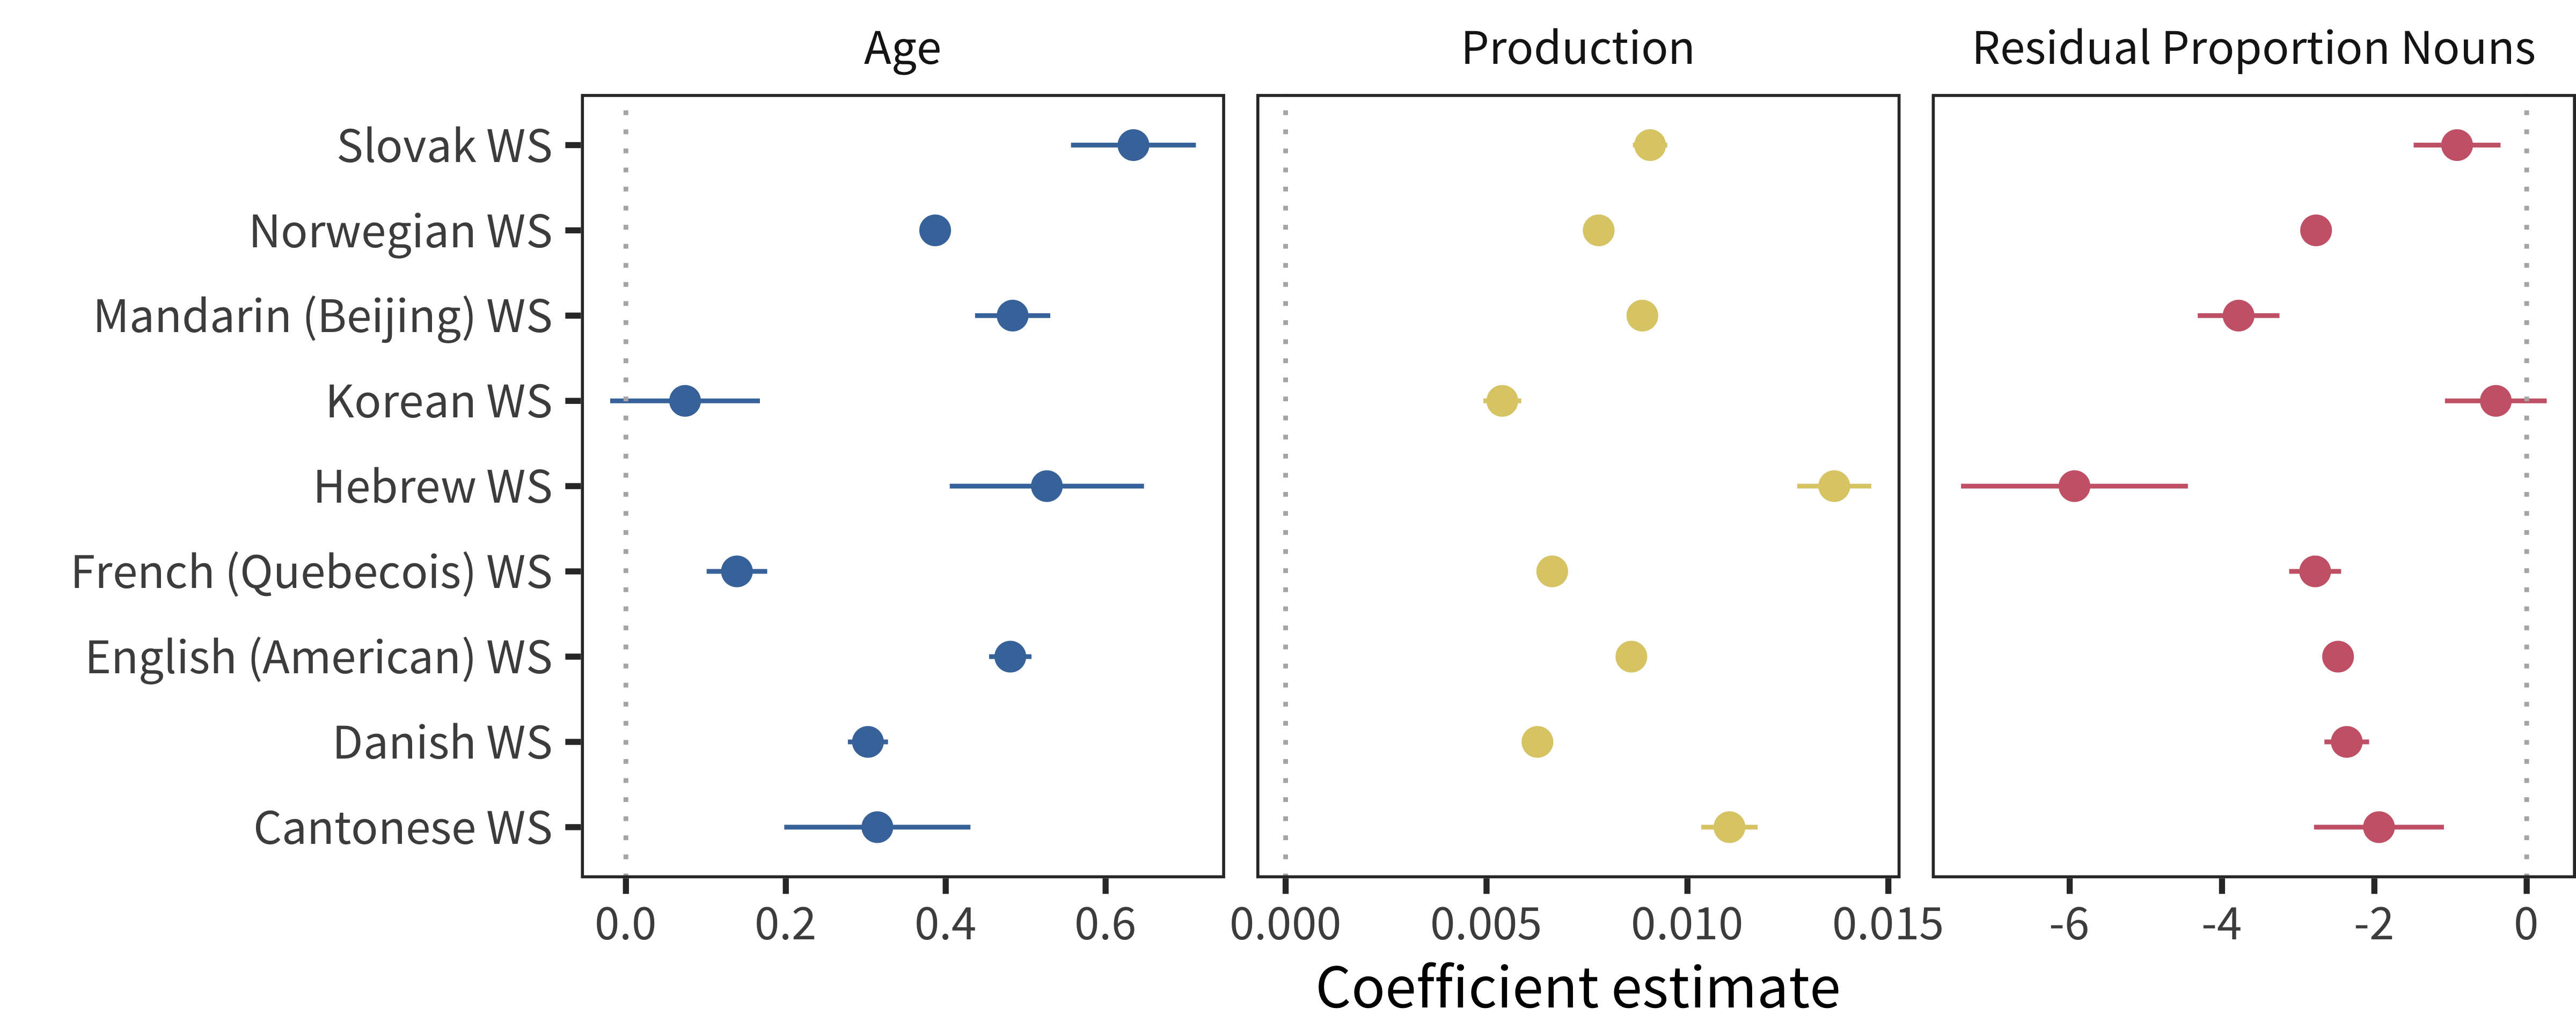 Age
Production
Residual Proportion Nouns
Slovak WS
Norwegian WS
Mandarin (Beijing) WS
Korean WS
Hebrew WS
French (Quebecois) WS
English (American) WS
Danish WS
Cantonese WS
0.0 0.2 0.4 0.6 0.000 0.005 0.010 0.015 -6 -4 -2 0
Coefficient estimate